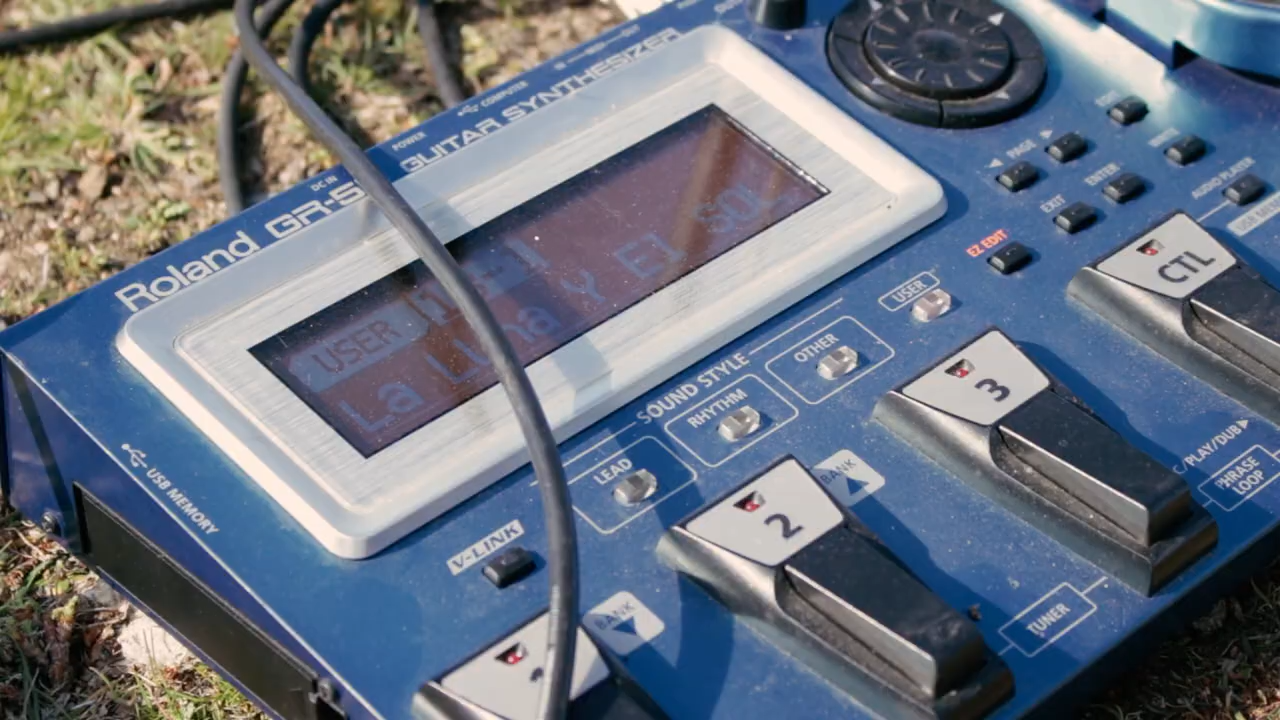 POWER
COMPUTER
DC IN
Roland GR-5
GUITAR SYNTHESIZER
USER
La Luna Y El SOL
PAGE
EXIT
ENTER
AUDIO PLAYER
EZ EDIT
USER
CTL
SOUND STYLE
OTHER
RHYTHM
LEAD
3
BANK
2
PLAY/DUB
PHRASE
LOOP
USB MEMORY
V-LINK
BANK
TUNER